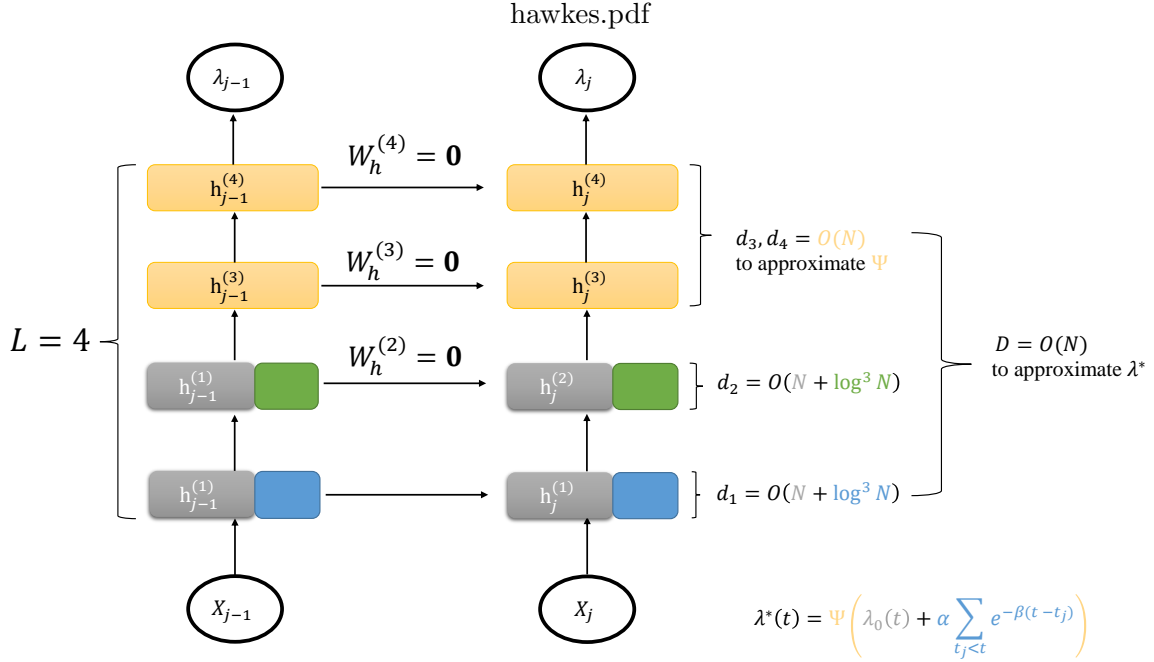 hawkes.pdf
λ_{j−1}
λ_j
W_h^{(4)} = 0
h_{j−1}^{(4)}
h_j^{(4)}
d_3, d_4 = O(N)
to approximate Ψ
W_h^{(3)} = 0
h_{j−1}^{(3)}
h_j^{(3)}
L = 4
W_h^{(2)} = 0
D = O(N)
to approximate λ*
h_{j−1}^{(1)}
h_j^{(2)}
d_2 = O(N + log^3 N)
h_{j−1}^{(1)}
h_j^{(1)}
d_1 = O(N + log^3 N)
X_{j−1}
X_j
λ*(t) = Ψ(λ_0(t) + α ∑_{t_j<t} e^{−β(t−t_j)})